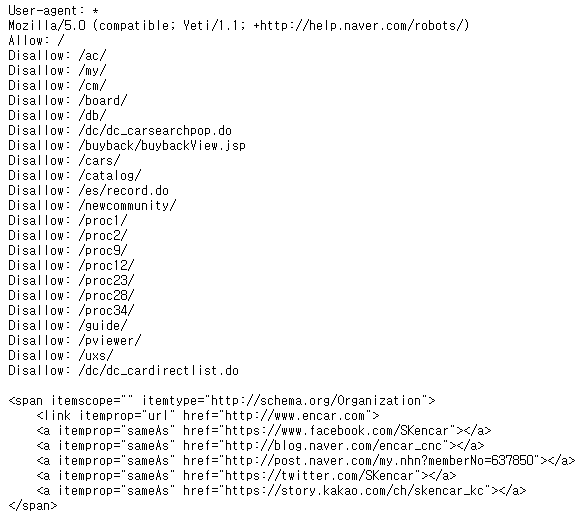 User-agent: *
Mozilla/5.0 (compatible; Yeti/1.1; +http://help.naver.com/robots/)
Allow: /
Disallow: /ac/
Disallow: /my/
Disallow: /cm/
Disallow: /board/
Disallow: /db/
Disallow: /dc/dc_carsearchpop.do
Disallow: /buyback/buybackView.jsp
Disallow: /cars/
Disallow: /catalog/
Disallow: /es/record.do
Disallow: /newcommunity/
Disallow: /proc1/
Disallow: /proc2/
Disallow: /proc9/
Disallow: /proc12/
Disallow: /proc23/
Disallow: /proc28/
Disallow: /proc34/
Disallow: /guide/
Disallow: /pviewer/
Disallow: /uxs/
Disallow: /dc/dc_cardirectlist.do
<span itemscope="" itemtype="http://schema.org/Organization">
<link itemprop="url" href="http://www.encar.com">
<a itemprop="sameAs" href="https://www.facebook.com/SKencar"></a>
<a itemprop="sameAs" href="http://blog.naver.com/encar_cnc"></a>
<a itemprop="sameAs" href="http://post.naver.com/my.nhn?memberNo=637850"></a>
<a itemprop="sameAs" href="https://twitter.com/SKencar"></a>
<a itemprop="sameAs" href="https://story.kakao.com/ch/skencar_kc"></a>
</span>